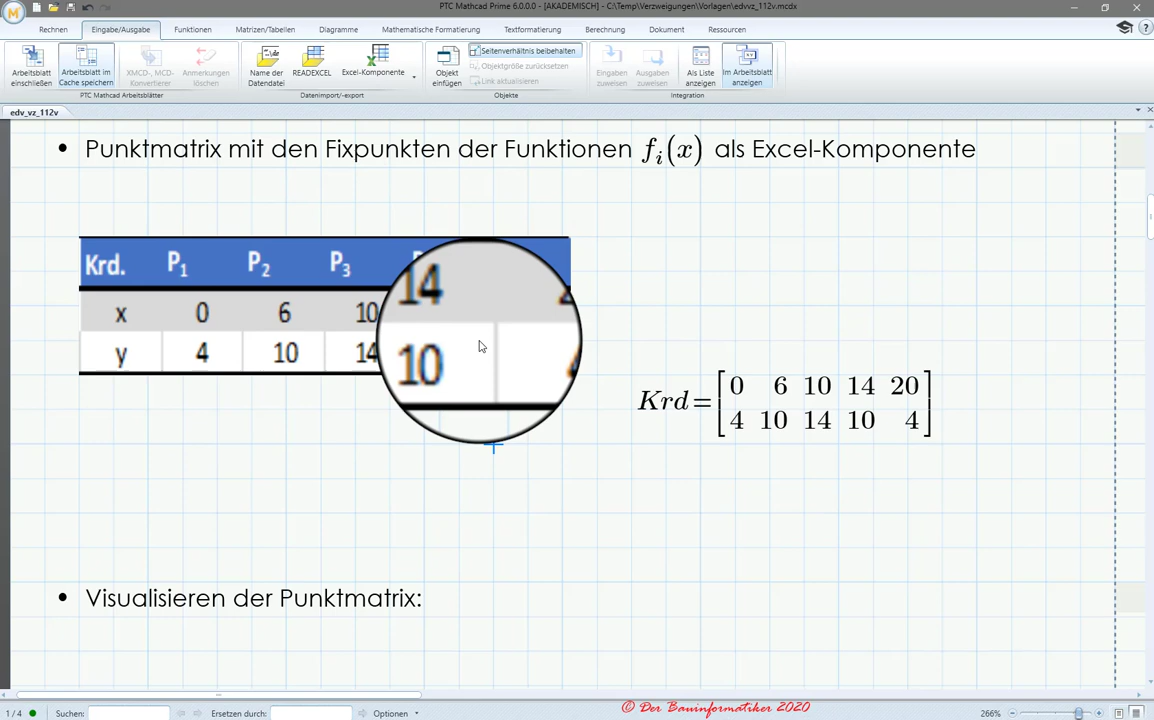 PTC Mathcad Prime 6.0.0.0 - [AKADEMISCH] - C:\Temp\Verzweigungen\Vorlagen\edvvz_112v.mcdx
Rechnen Eingabe/Ausgabe Funktionen Matrizen/Tabellen Diagramme Mathematische Formatierung Textformatierung Berechnung Dokument Ressourcen
Arbeitsblatt einschließen
Arbeitsblatt im Cache speichern
XMCD-, MCD-Konvertierer
Anmerkungen löschen
Name der Datendatei
READEXCEL
Excel-Komponente
Objekt einfügen
Seitenverhältnis beibehalten
Objektgröße zurücksetzen
Link aktualisieren
Eingaben zuweisen
Ausgaben zuweisen
Als Liste anzeigen
Im Arbeitsblatt anzeigen
PTC Mathcad Arbeitsblätter Datenimport/-export Objekte Integration
edv_vz_112v
• Punktmatrix mit den Fixpunkten der Funktionen f_i(x) als Excel-Komponente
Krd. P1 P2 P3
x 0 6 10 14
y 4 10 14 10
Krd = [0 6 10 14 20
4 10 14 10 4]
• Visualisieren der Punktmatrix:
1 / 4 Suchen: Ersetzen durch: Optionen © Der Bauinformatiker 2020 266%